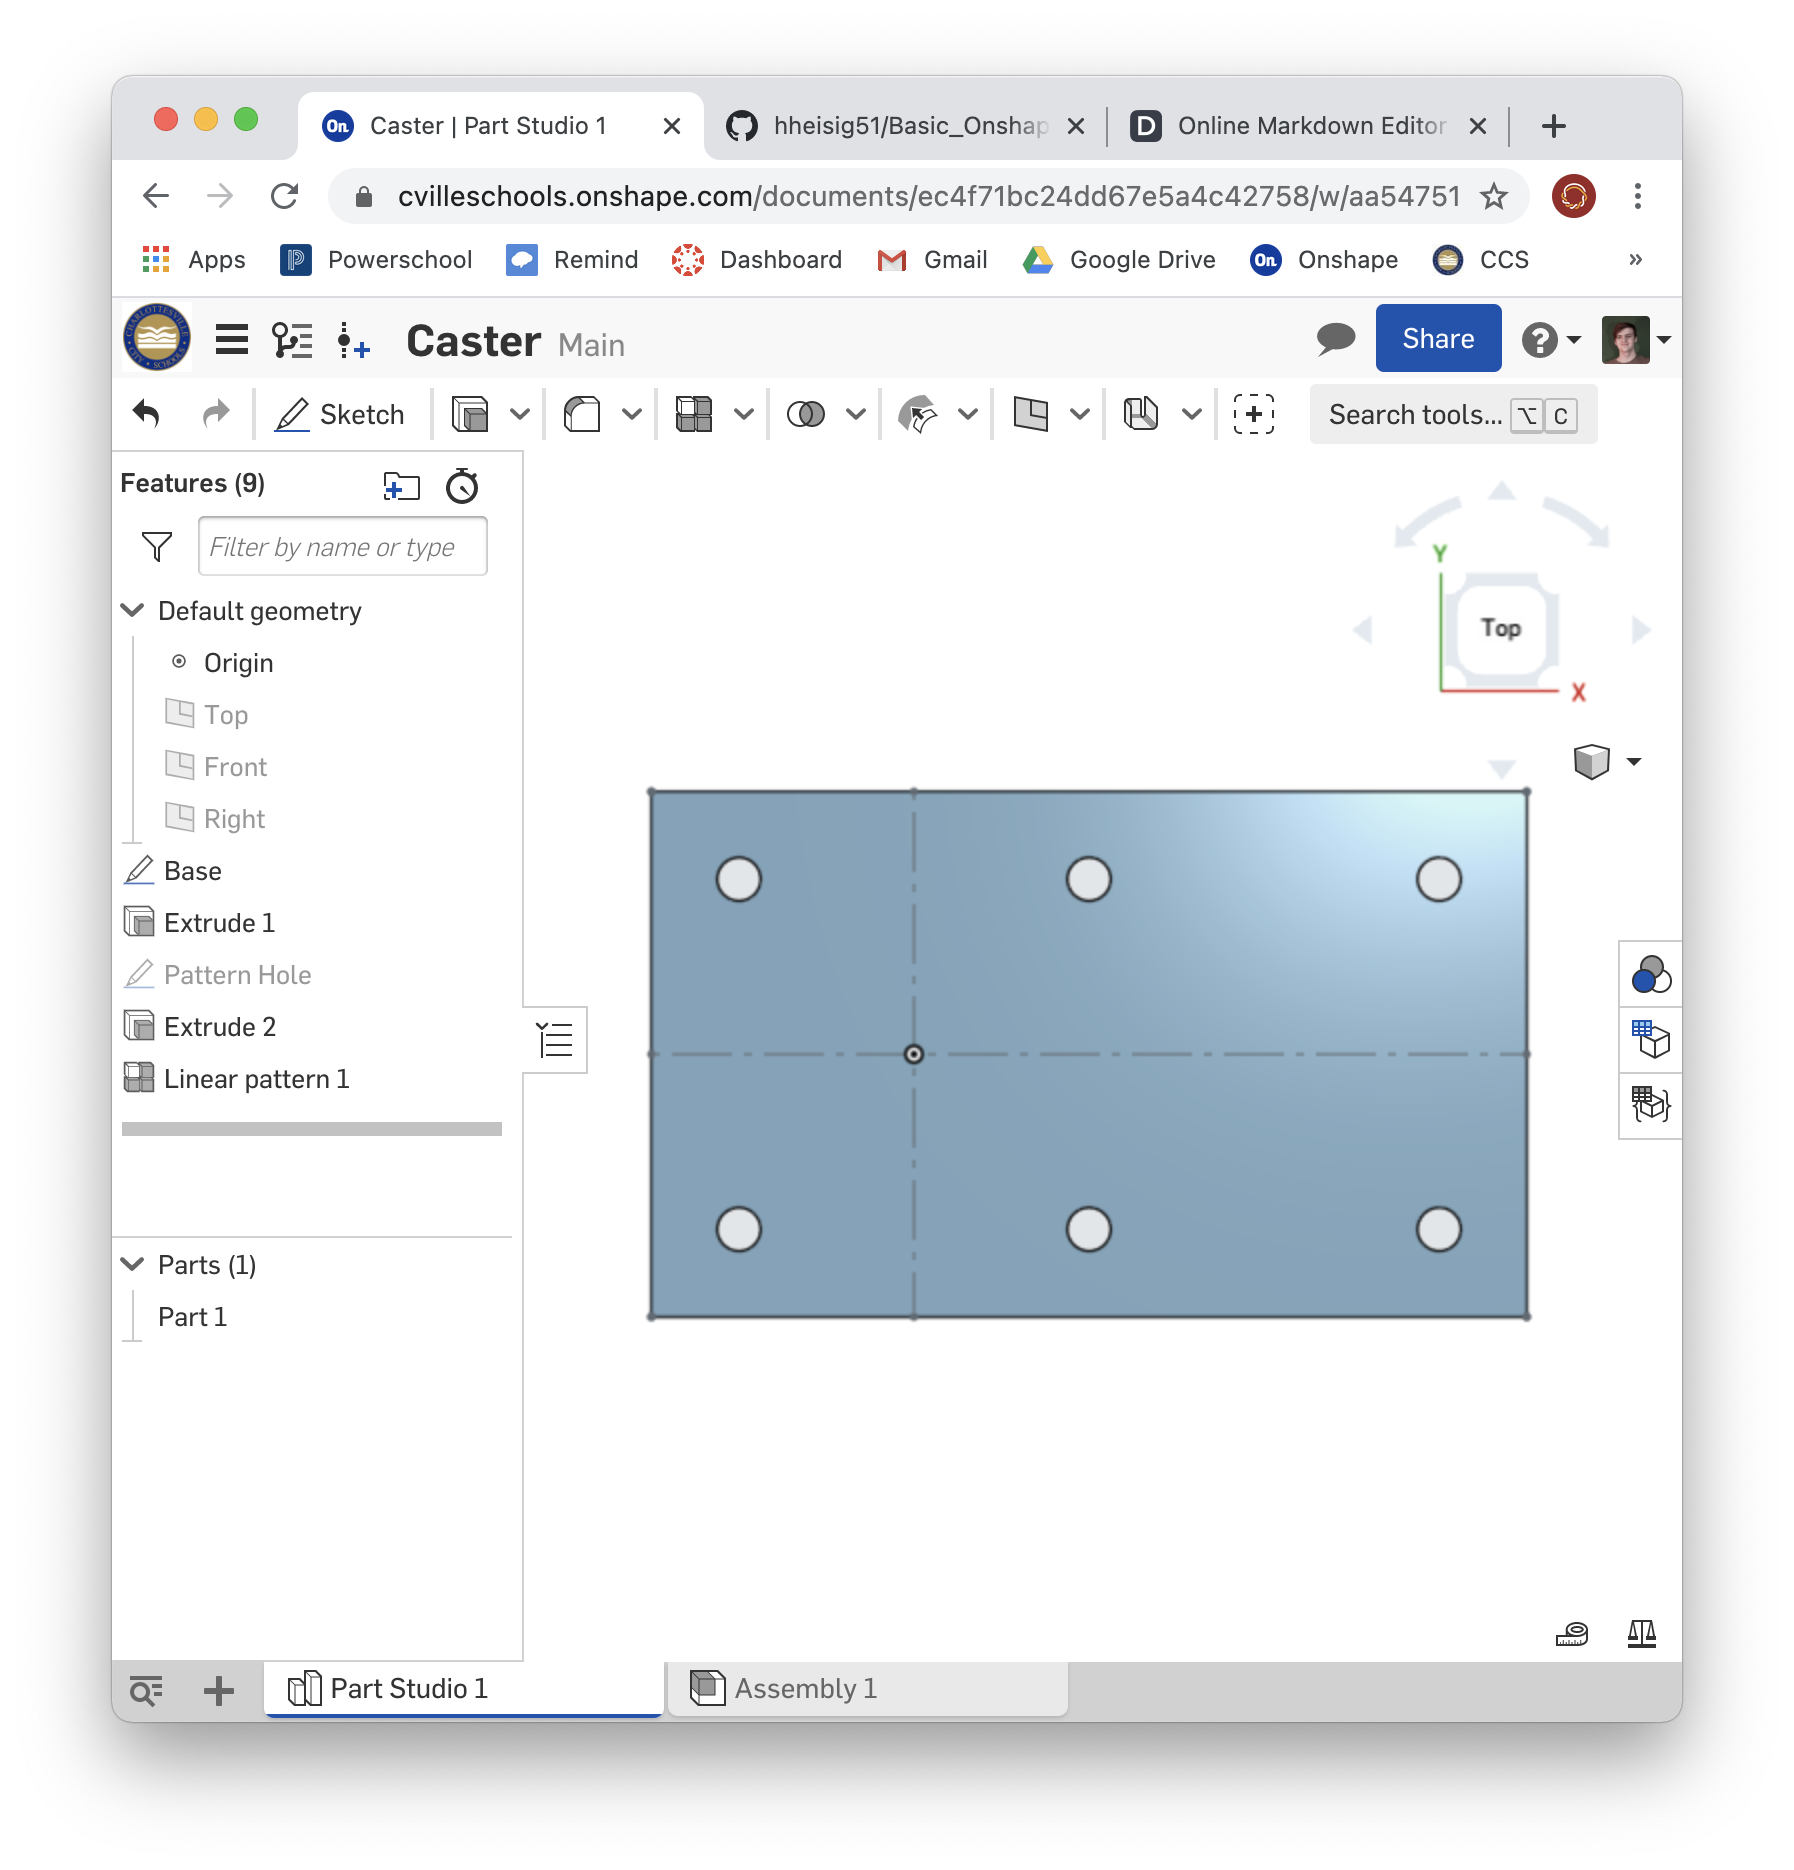 Caster | Part Studio 1
hheisig51/Basic_Onshap
Online Markdown Editor
cvilleschools.onshape.com/documents/ec4f71bc24dd67e5a4c42758/w/aa54751
Apps Powerschool Remind Dashboard Gmail Google Drive On Onshape CCS »
Caster Main Share
Sketch Search tools... ⌥ C
Features (9)
Filter by name or type
Default geometry
Origin
Top
Front
Right
Base
Extrude 1
Pattern Hole
Extrude 2
Linear pattern 1
Parts (1)
Part 1
Y
Top
X
Part Studio 1
Assembly 1